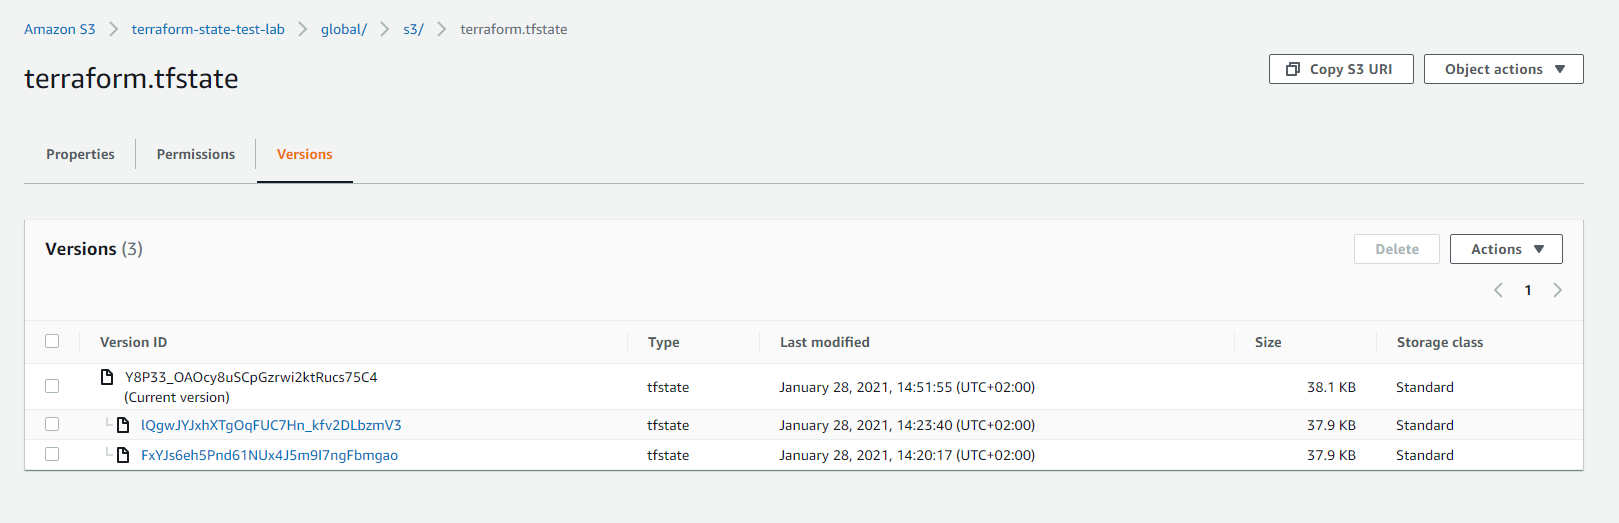 Amazon S3 > terraform-state-test-lab > global/ > s3/ > terraform.tfstate
terraform.tfstate
Copy S3 URI Object actions
Properties Permissions Versions
Versions (3)
Delete Actions
1
Version ID Type Last modified Size Storage class
Y8P33_OAOcy8uSCpGzrwi2ktRucs75C4 tfstate January 28, 2021, 14:51:55 (UTC+02:00) 38.1 KB Standard
(Current version)
lQgwJYJxhXTgOqFUC7Hn_kfv2DLbzmV3 tfstate January 28, 2021, 14:23:40 (UTC+02:00) 37.9 KB Standard
FxYJs6eh5Pnd61NUx4J5m9I7ngFbmgao tfstate January 28, 2021, 14:20:17 (UTC+02:00) 37.9 KB Standard